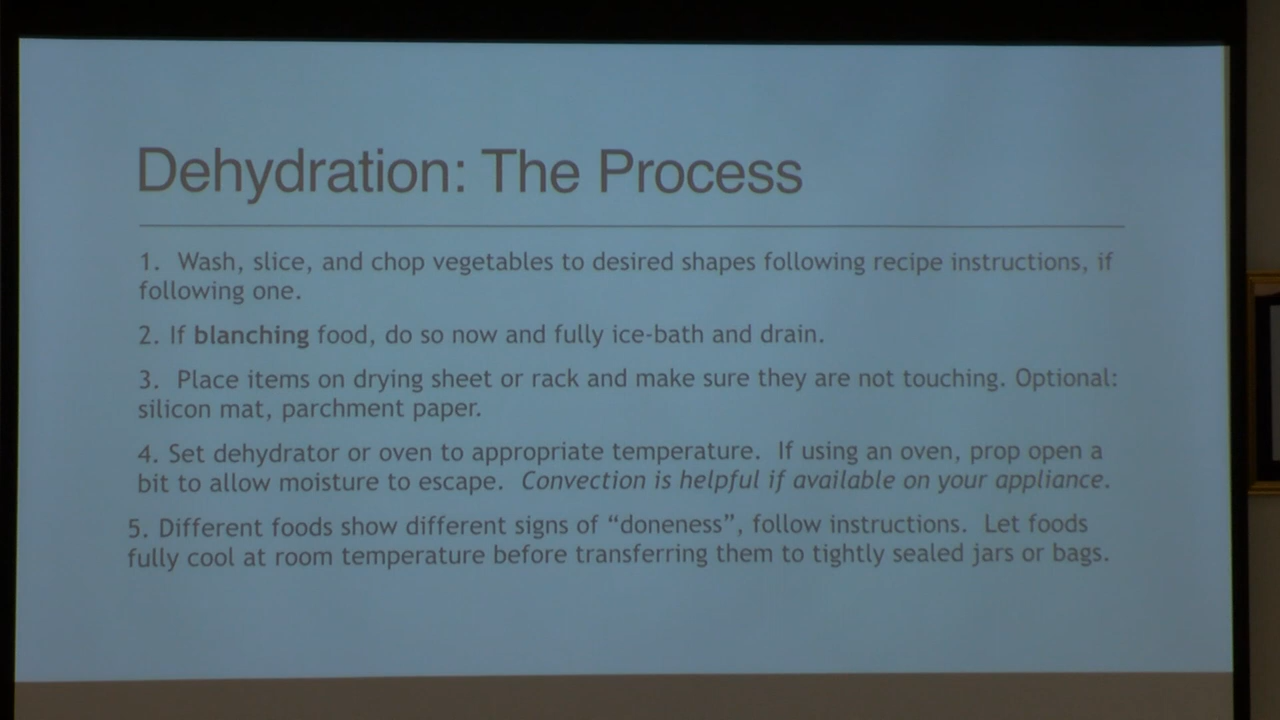 Dehydration: The Process
1. Wash, slice, and chop vegetables to desired shapes following recipe instructions, if
following one.
2. If blanching food, do so now and fully ice-bath and drain.
3. Place items on drying sheet or rack and make sure they are not touching. Optional:
silicon mat, parchment paper.
4. Set dehydrator or oven to appropriate temperature. If using an oven, prop open a
bit to allow moisture to escape. Convection is helpful if available on your appliance.
5. Different foods show different signs of “doneness”, follow instructions. Let foods
fully cool at room temperature before transferring them to tightly sealed jars or bags.